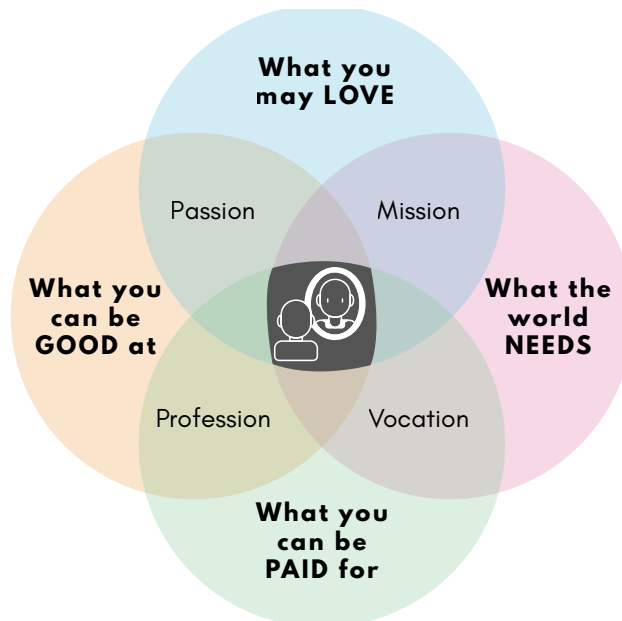 What you
may LOVE
Passion
Mission
What you
can be
GOOD at
What the
world
NEEDS
Profession
Vocation
What you
can be
PAID for